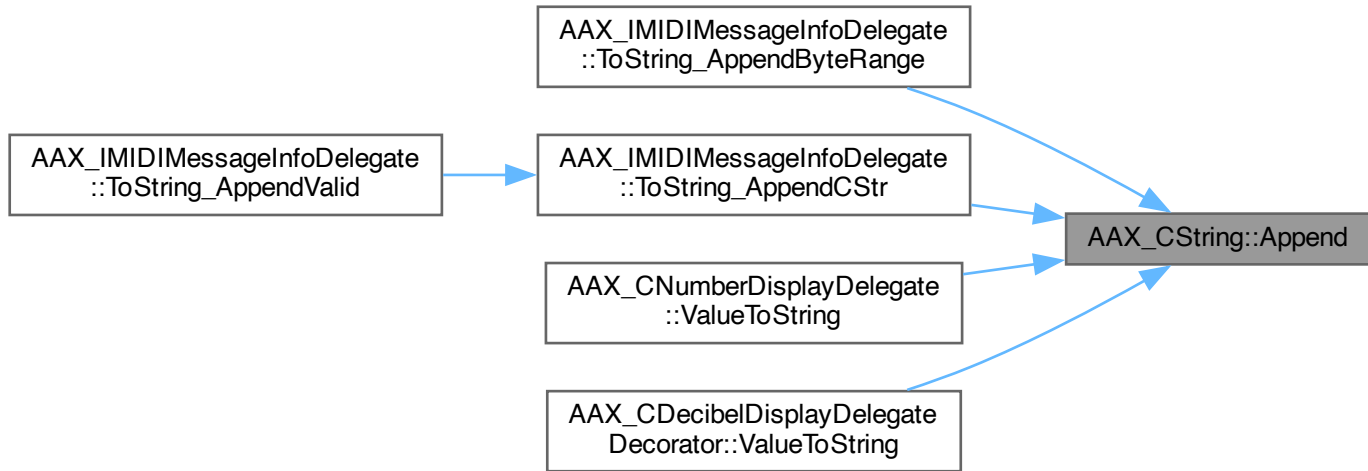 AAX_IMIDIMessageInfoDelegate
::ToString_AppendByteRange
AAX_IMIDIMessageInfoDelegate
::ToString_AppendValid
AAX_IMIDIMessageInfoDelegate
::ToString_AppendCStr
AAX_CString::Append
AAX_CNumberDisplayDelegate
::ValueToString
AAX_CDecibelDisplayDelegate
Decorator::ValueToString